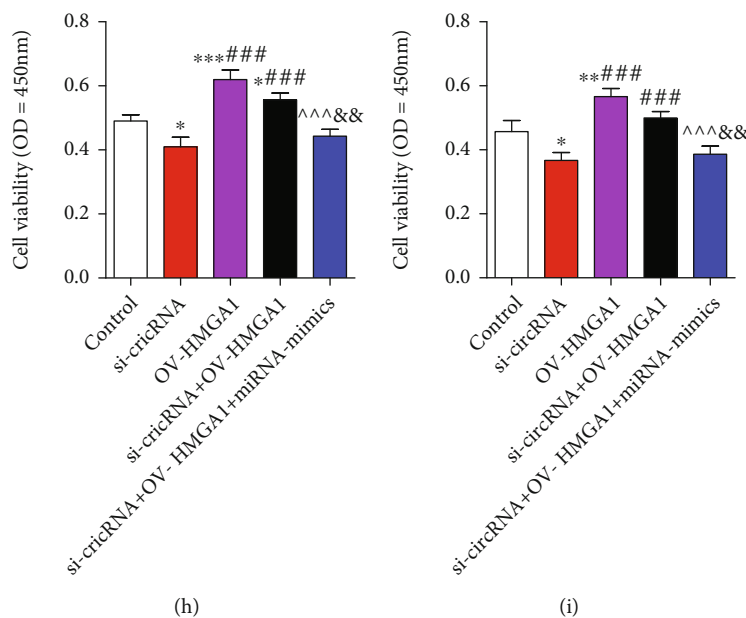 Cell viability (OD = 450nm)
0.8
0.6
0.4
0.2
0.0
*
***###
*###
^^^&&
Control
si-cricRNA
OV-HMGA1
si-cricRNA+OV-HMGA1
si-cricRNA+OV- HMGA1+miRNA-mimics
(h)
Cell viability (OD = 450nm)
0.8
0.6
0.4
0.2
0.0
*
**###
###
^^^&&
Control
si-circRNA
OV-HMGA1
si-circRNA+OV-HMGA1
si-circRNA+OV- HMGA1+miRNA-mimics
(i)